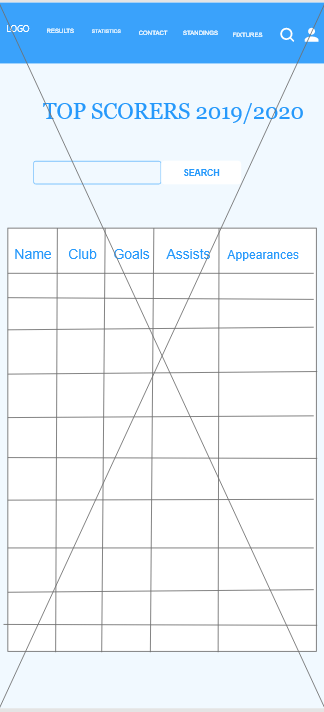 LOGO RESULTS STATISTICS CONTACT STANDINGS FIXTURES
TOP SCORERS 2019/2020
SEARCH
Name Club Goals Assists Appearances